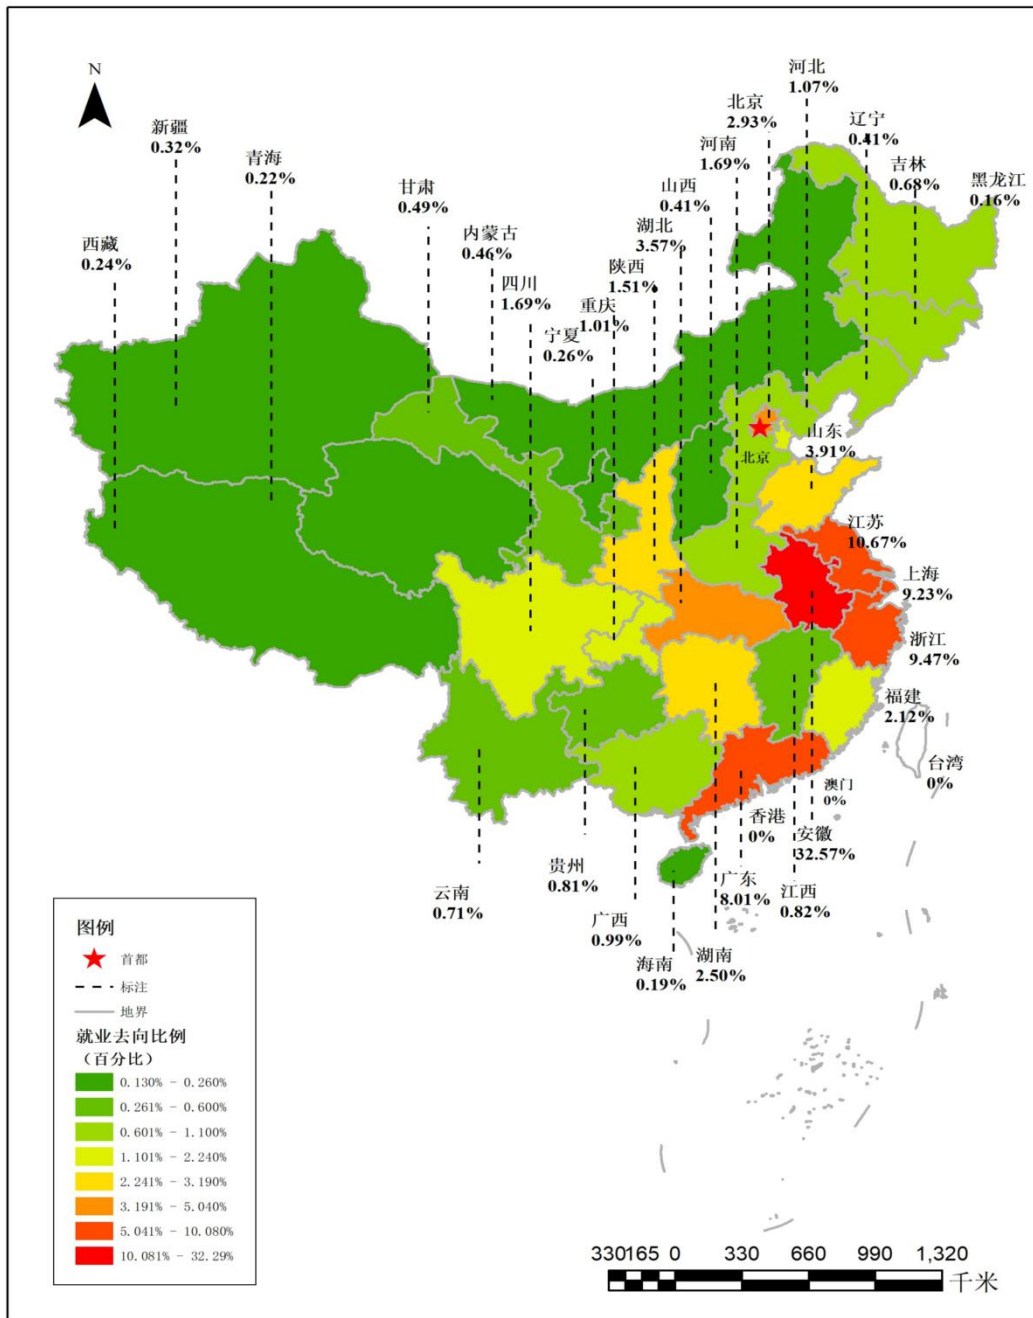 N
新疆
0.32%
青海
0.22%
西藏
0.24%
甘肃
0.49%
内蒙古
0.46%
四川
1.69%
宁夏
0.26%
重庆
1.01%
陕西
1.51%
湖北
3.57%
山西
0.41%
河南
1.69%
北京
2.93%
河北
1.07%
辽宁
0.41%
吉林
0.68%
黑龙江
0.16%
北京
山东
3.91%
江苏
10.67%
上海
9.23%
浙江
9.47%
福建
2.12%
台湾
0%
澳门
0%
香港
0%
安徽
32.57%
江西
0.82%
广东
8.01%
湖南
2.50%
海南
0.19%
广西
0.99%
贵州
0.81%
云南
0.71%
图例
首都
标注
地界
就业去向比例
（百分比）
0.130% - 0.260%
0.261% - 0.600%
0.601% - 1.100%
1.101% - 2.240%
2.241% - 3.190%
3.191% - 5.040%
5.041% - 10.080%
10.081% - 32.29%
330165 0 330 660 990 1,320
千米